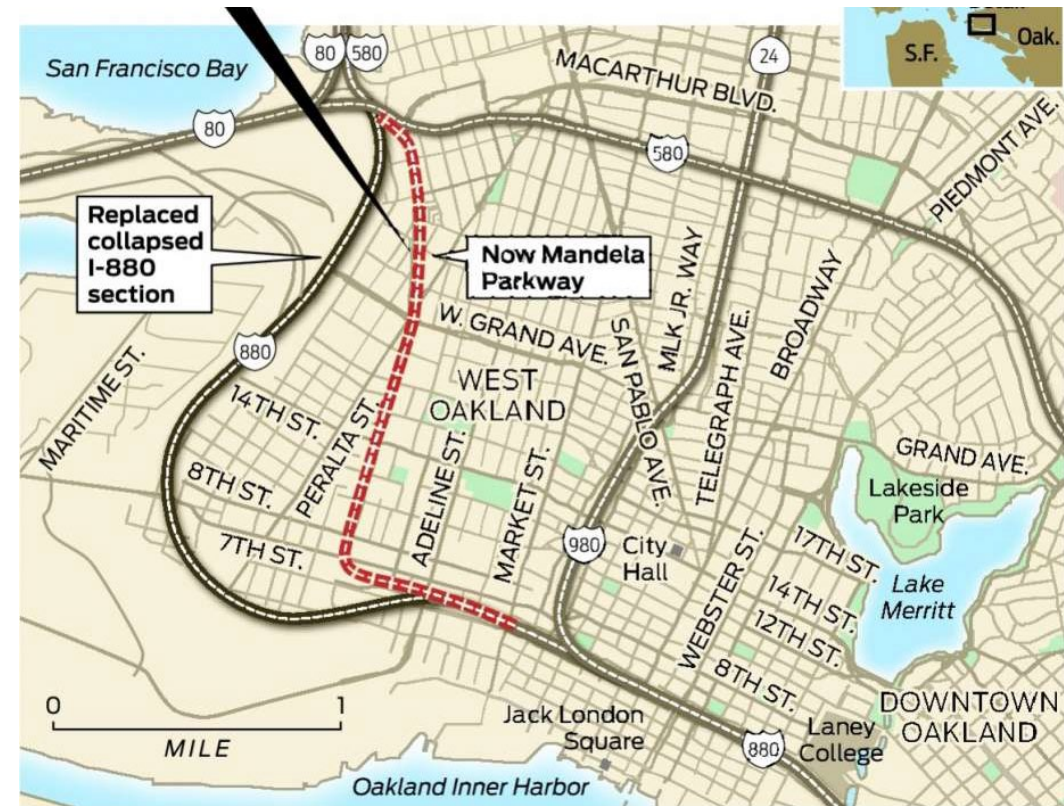 S.F.
Oak.
San Francisco Bay
80
580
24
MACARTHUR BLVD.
80
580
PIEDMONT AVE.
Replaced
collapsed
I-880
section
Now Mandela
Parkway
MLK JR. WAY
BROADWAY
W. GRAND AVE.
SAN PABLO AVE.
TELEGRAPH AVE.
880
MARITIME ST.
WEST
OAKLAND
14TH ST.
PERALTA ST.
GRAND AVE.
ADELINE ST.
MARKET ST.
Lakeside
Park
8TH ST.
7TH ST.
980
City
Hall
WEBSTER ST.
17TH ST.
14TH ST.
12TH ST.
8TH ST.
Lake
Merritt
0
1
MILE
Jack London
Square
880
Laney
College
DOWNTOWN
OAKLAND
Oakland Inner Harbor